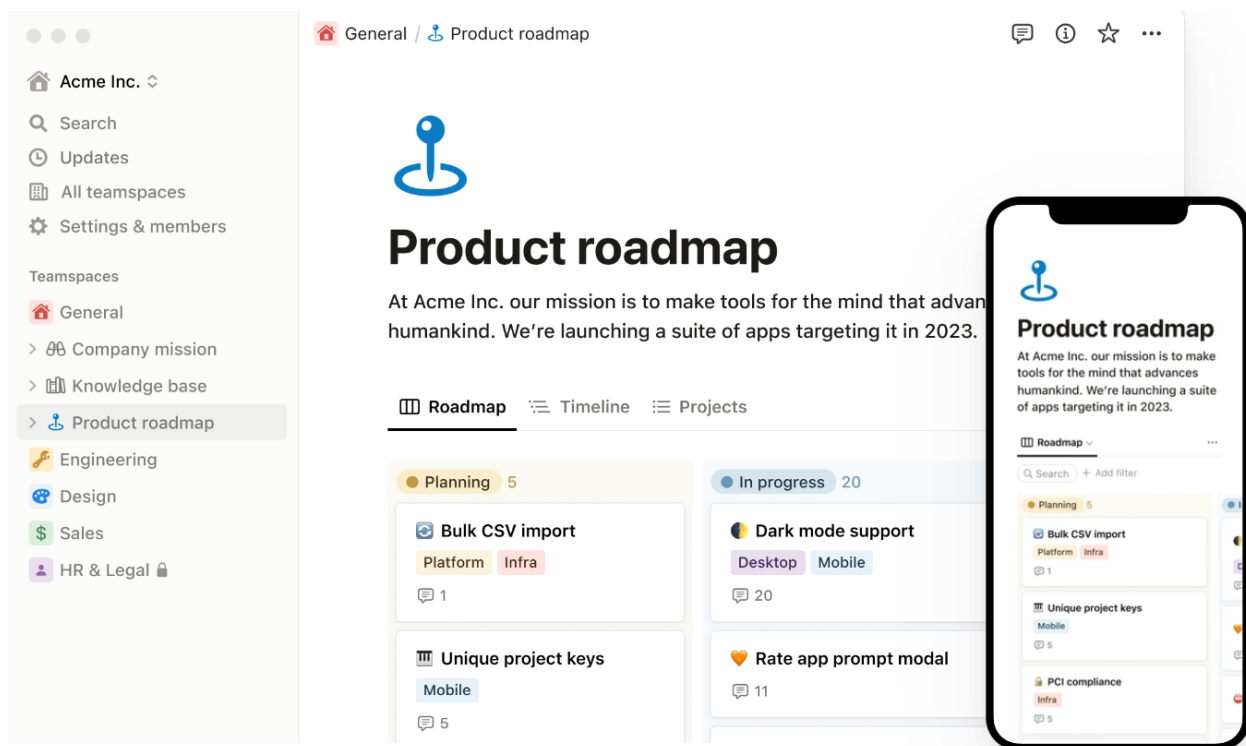 Acme Inc.
Search
Updates
All teamspaces
Settings & members
Teamspaces
General
Company mission
Knowledge base
Product roadmap
Engineering
Design
$ Sales
HR & Legal
General / Product roadmap
Product roadmap
At Acme Inc. our mission is to make tools for the mind that advan
humankind. We’re launching a suite of apps targeting it in 2023.
Roadmap Timeline Projects
Planning 5
Bulk CSV import
Platform Infra
1
Unique project keys
Mobile
5
In progress 20
Dark mode support
Desktop Mobile
20
Rate app prompt modal
11
Product roadmap
At Acme Inc. our mission is to make
tools for the mind that advances
humankind. We’re launching a suite
of apps targeting it in 2023.
Roadmap
Search + Add filter
Planning 5
Bulk CSV import
Platform Infra
1
Unique project keys
Mobile
5
PCI compliance
Infra
5